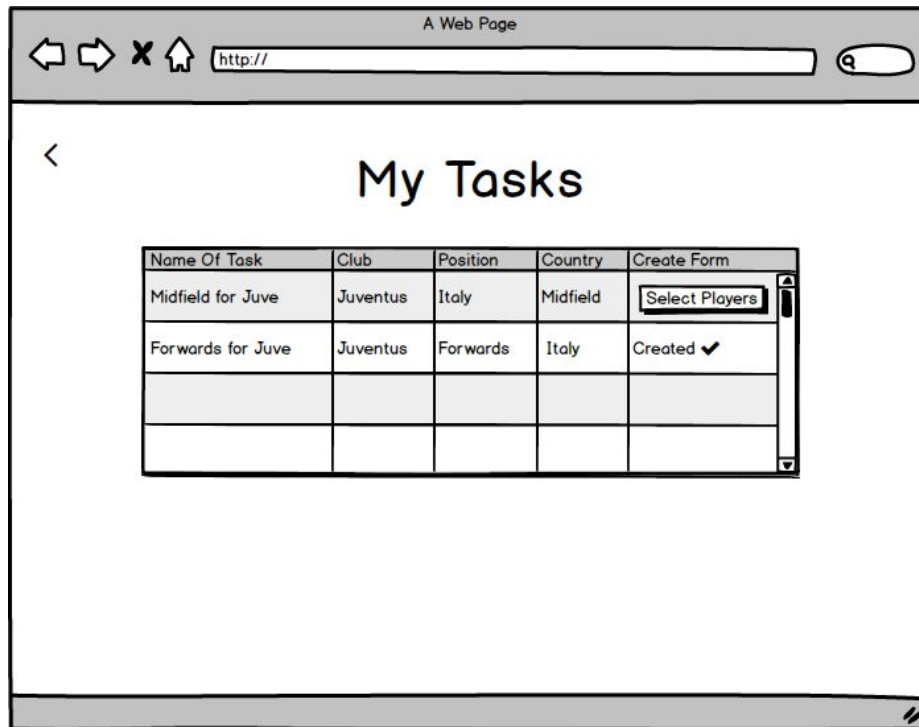 A Web Page
http://
My Tasks
Name Of Task Club Position Country Create Form
Midfield for Juve Juventus Italy Midfield Select Players
Forwards for Juve Juventus Forwards Italy Created ✔